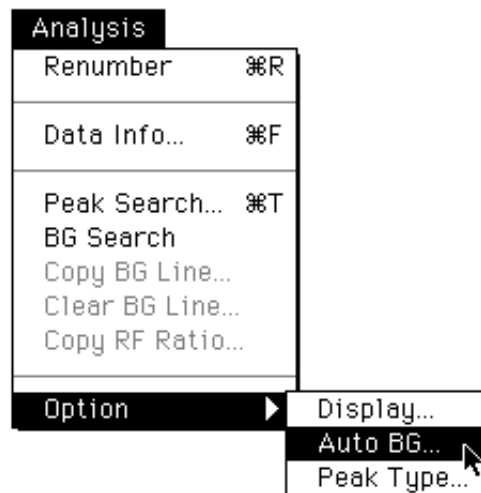 Analysis
Renumber ⌘R
Data Info... ⌘F
Peak Search... ⌘T
BG Search
Copy BG Line...
Clear BG Line...
Copy RF Ratio...
Option
Display...
Auto BG...
Peak Type...